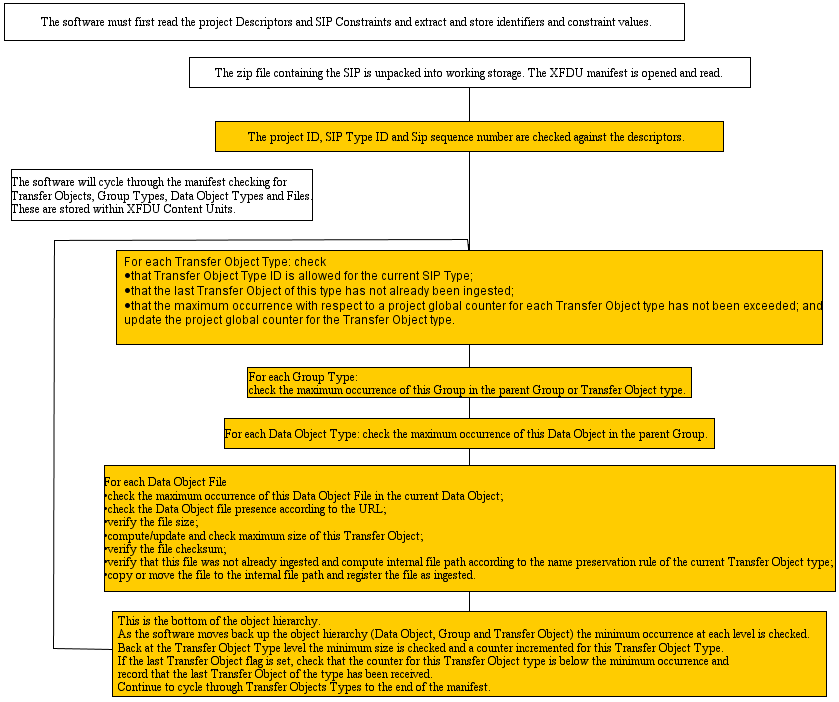 The software must first read the project Descriptors and SIP Constraints and extract and store identifiers and constraint values.
The zip file containing the SIP is unpacked into working storage. The XFDU manifest is opened and read.
The project ID, SIP Type ID and Sip sequence number are checked against the descriptors.
The software will cycle through the manifest checking for
Transfer Objects, Group Types, Data Object Types and Files.
These are stored within XFDU Content Units.
For each Transfer Object Type: check
●that Transfer Object Type ID is allowed for the current SIP Type;
●that the last Transfer Object of this type has not already been ingested;
●that the maximum occurrence with respect to a project global counter for each Transfer Object type has not been exceeded; and
update the project global counter for the Transfer Object type.
For each Group Type:
check the maximum occurrence of this Group in the parent Group or Transfer Object type.
For each Data Object Type: check the maximum occurrence of this Data Object in the parent Group.
For each Data Object File
•check the maximum occurrence of this Data Object File in the current Data Object;
•check the Data Object file presence according to the URL;
•verify the file size;
•compute/update and check maximum size of this Transfer Object;
•verify the file checksum;
•verify that this file was not already ingested and compute internal file path according to the name preservation rule of the current Transfer Object type;
•copy or move the file to the internal file path and register the file as ingested.
This is the bottom of the object hierarchy.
As the software moves back up the object hierarchy (Data Object, Group and Transfer Object) the minimum occurrence at each level is checked.
Back at the Transfer Object Type level the minimum size is checked and a counter incremented for this Transfer Object Type.
If the last Transfer Object flag is set, check that the counter for this Transfer Object type is below the minimum occurrence and
record that the last Transfer Object of the type has been received.
Continue to cycle through Transfer Objects Types to the end of the manifest.